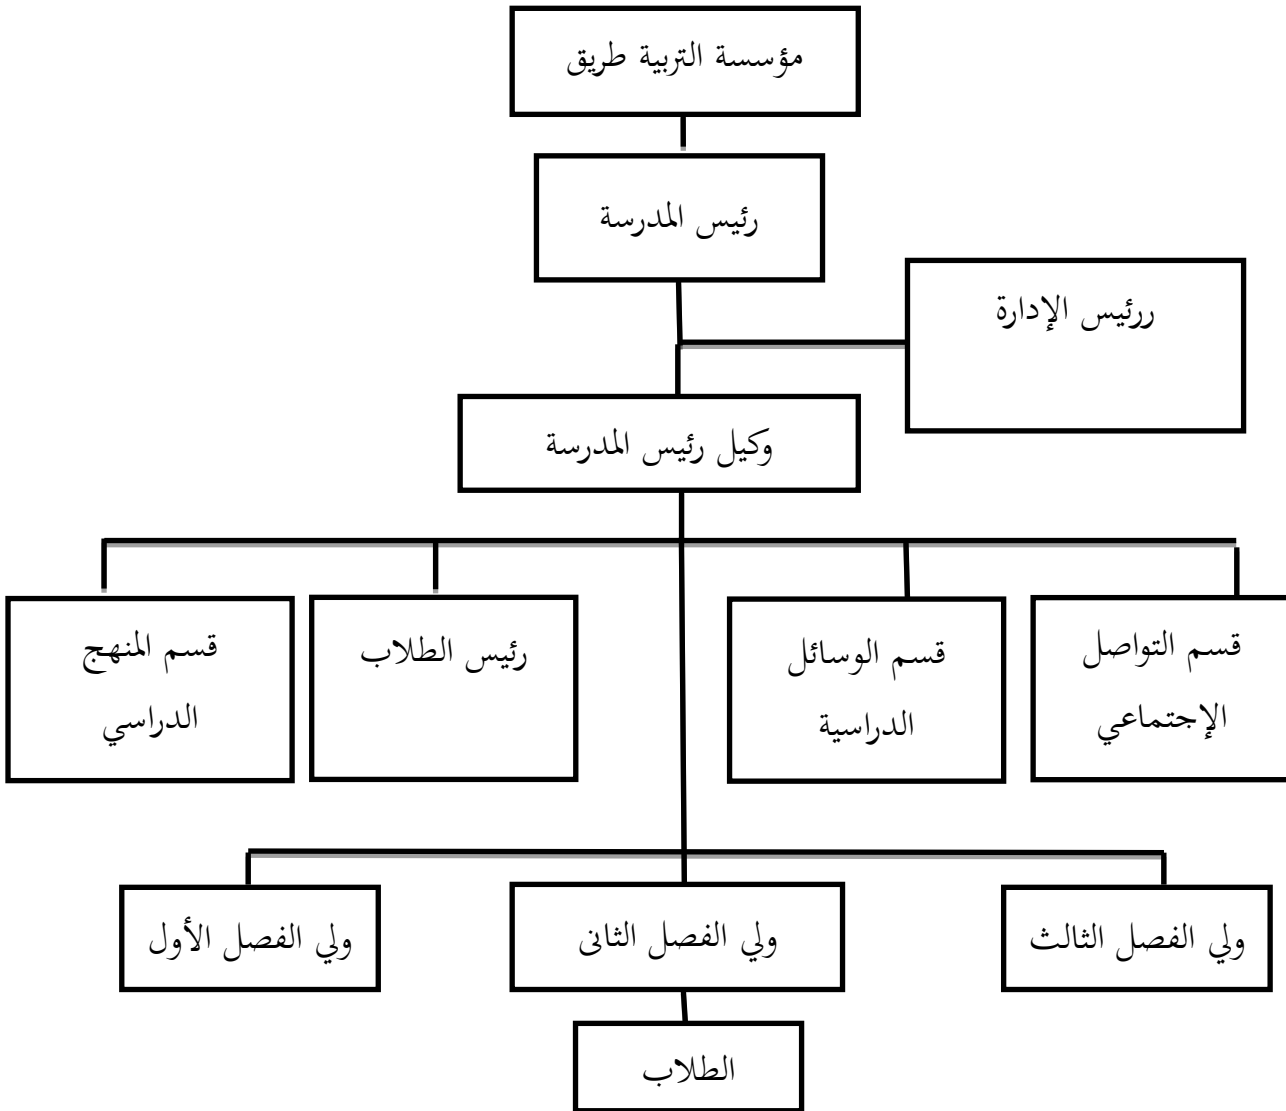 مؤسسة التربية طريق
رئيس المدرسة
ررئيس الإدارة
وكيل رئيس المدرسة
قسم التواصل
الإجتماعي
قسم الوسائل
الدراسية
رئيس الطلاب
قسم المنهج
الدراسي
ولي الفصل الثالث
ولي الفصل الثانى
ولي الفصل الأول
الطلاب